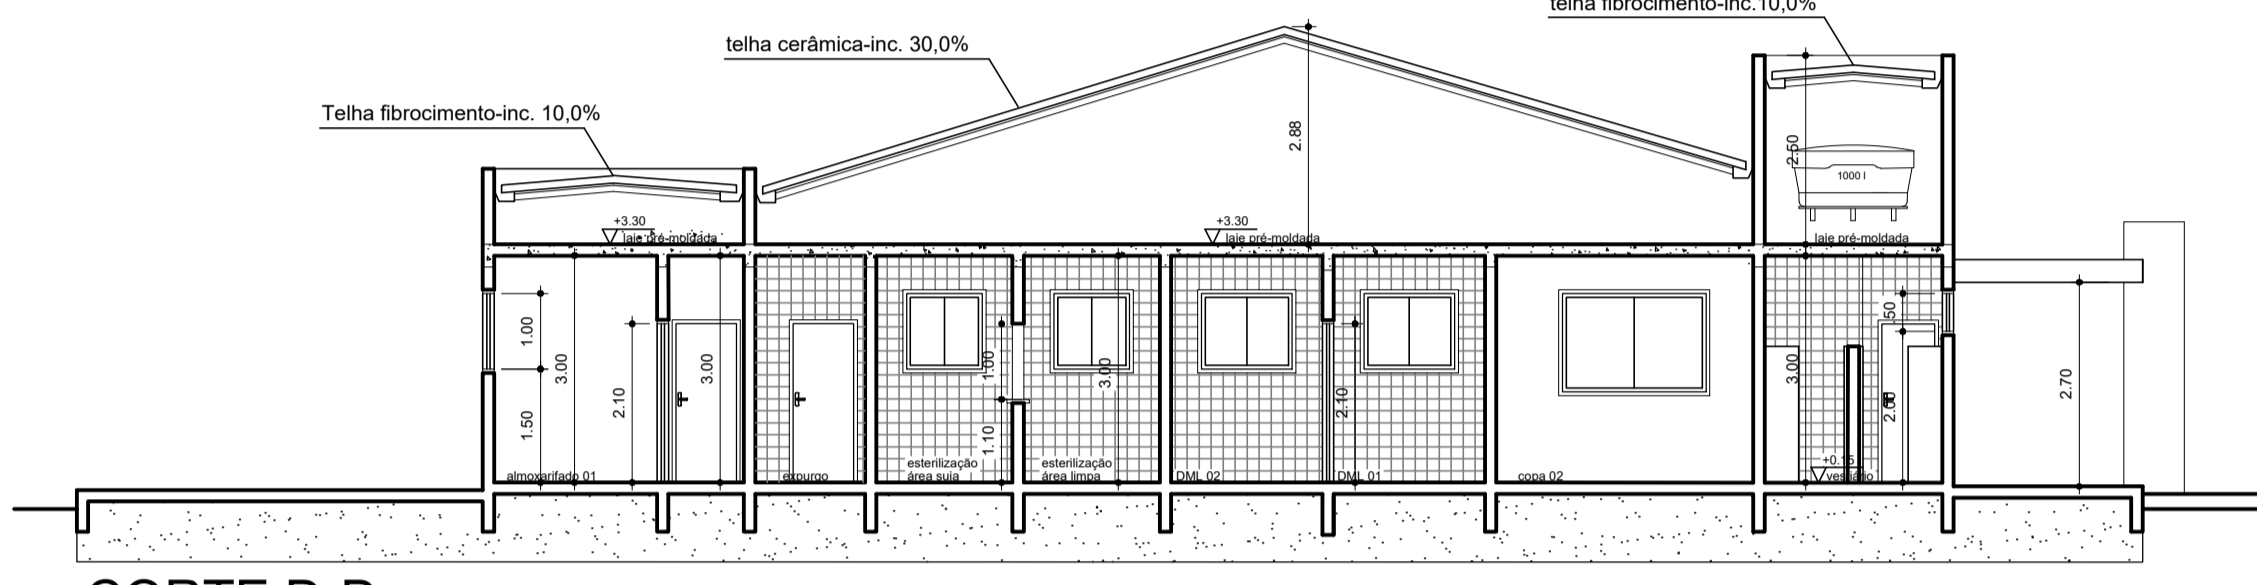 telha fibrocimento-inc.10,0%
telha cerâmica-inc. 30,0%
Telha fibrocimento-inc. 10,0%
2.88
2.50
1000 l
+3.30
laje pré-moldada
+3.30
laje pré-moldada
laje pré-moldada
1.00
3.00
1.50
2.10
3.00
1.00
1.10
3.00
2.10
3.00
.50
2.00
2.70
almoxarifado 01
expurgo
esterilização
área suja
esterilização
área limpa
DML 02
DML 01
copa 02
+0.15
vestiário